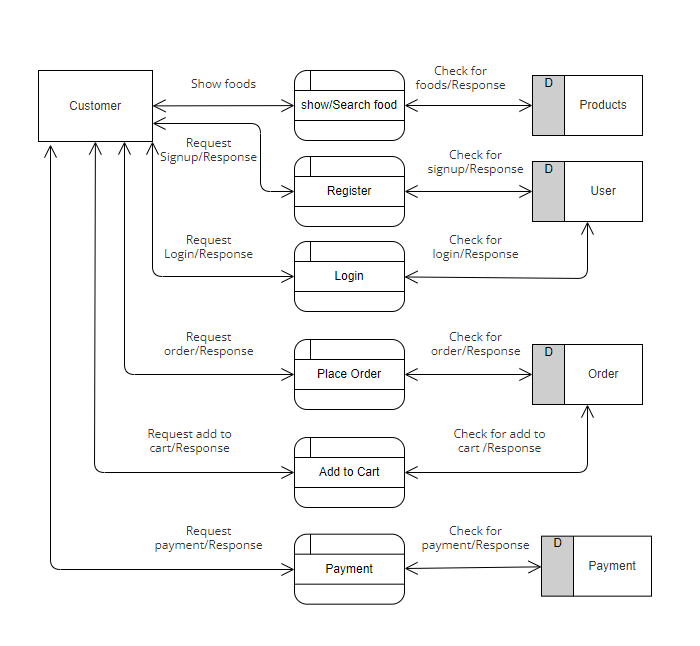 Customer
Show foods
show/Search food
Check for
foods/Response
D
Products
Request
Signup/Response
Register
Check for
signup/Response
D
User
Request
Login/Response
Login
Check for
login/Response
Request
order/Response
Place Order
Check for
order/Response
D
Order
Request add to
cart/Response
Add to Cart
Check for add to
cart /Response
Request
payment/Response
Payment
Check for
payment/Response
D
Payment